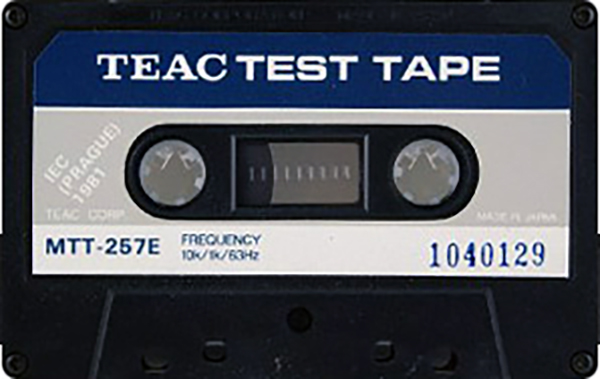 TEAC TEST TAPE
IEC
(PRAGUE)
1981
TEAC CORP.
MADE IN JAPAN
MTT-257E
FREQUENCY
10k/1k/63Hz
1040129